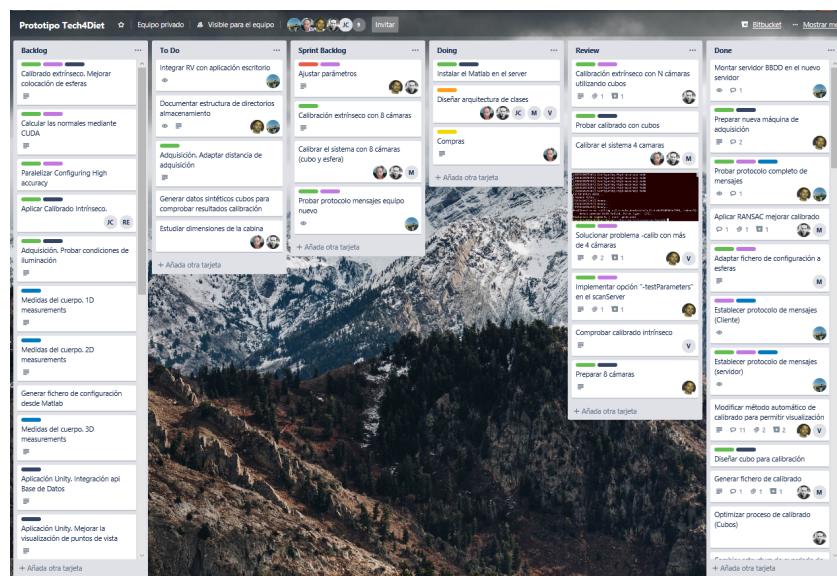 Prototipo Tech4Diet
Equipo privado
Visible para el equipo
JC
9
Invitar
Bitbucket
Mostrar me
Backlog
Calibrado extrínseco. Mejorar
colocación de esferas
Calcular las normales mediante
CUDA
Paralelizar Configuring High
accuracy
Aplicar Calibrado Intrínseco.
JC RE
Adquisición. Probar condiciones de
iluminación
Medidas del cuerpo. 1D
measurements
Medidas del cuerpo. 2D
measurements
Generar fichero de configuración
desde Matlab
Medidas del cuerpo. 3D
measurements
Aplicación Unity. Integración api
Base de Datos
Aplicación Unity. Mejorar la
visualización de puntos de vista
+ Añada otra tarjeta
To Do
Integrar RV con aplicación escritorio
Documentar estructura de directorios
almacenamiento
Adquisición. Adaptar distancia de
adquisición
Generar datos sintéticos cubos para
comprobar resultados calibración
Estudiar dimensiones de la cabina
+ Añada otra tarjeta
Sprint Backlog
Ajustar parámetros
Calibración extrínseco con 8 cámaras
Calibrar el sistema con 8 cámaras
(cubo y esfera)
M
Probar protocolo mensajes equipo
nuevo
+ Añada otra tarjeta
Doing
Instalar el Matlab en el server
Diseñar arquitectura de clases
JC M V
Compras
+ Añada otra tarjeta
Review
Calibración extrínseco con N cámaras
utilizando cubos
1 1
Probar calibrado con cubos
Calibrar el sistema 4 camaras
M
Solucionar problema -calib con más
de 4 cámaras
2 1
V
Implementar opción "-testParameters"
en el scanServer
1 1
Comprobar calibrado intrínseco
V
Preparar 8 cámaras
+ Añada otra tarjeta
Done
Montar servidor BBDD en el nuevo
servidor
1
Preparar nueva máquina de
adquisición
2
Probar protocolo completo de
mensajes
1
Aplicar RANSAC mejorar calibrado
1 1 1
M
Adaptar fichero de configuración a
esferas
M
Establecer protocolo de mensajes
(Cliente)
Establecer protocolo de mensajes
(servidor)
Modificar método automático de
calibrado para permitir visualización
11 2 2
V
Diseñar cubo para calibración
Generar fichero de calibrado
1 1 1
M
Optimizar proceso de calibrado
(Cubos)
+ Añada otra tarjeta